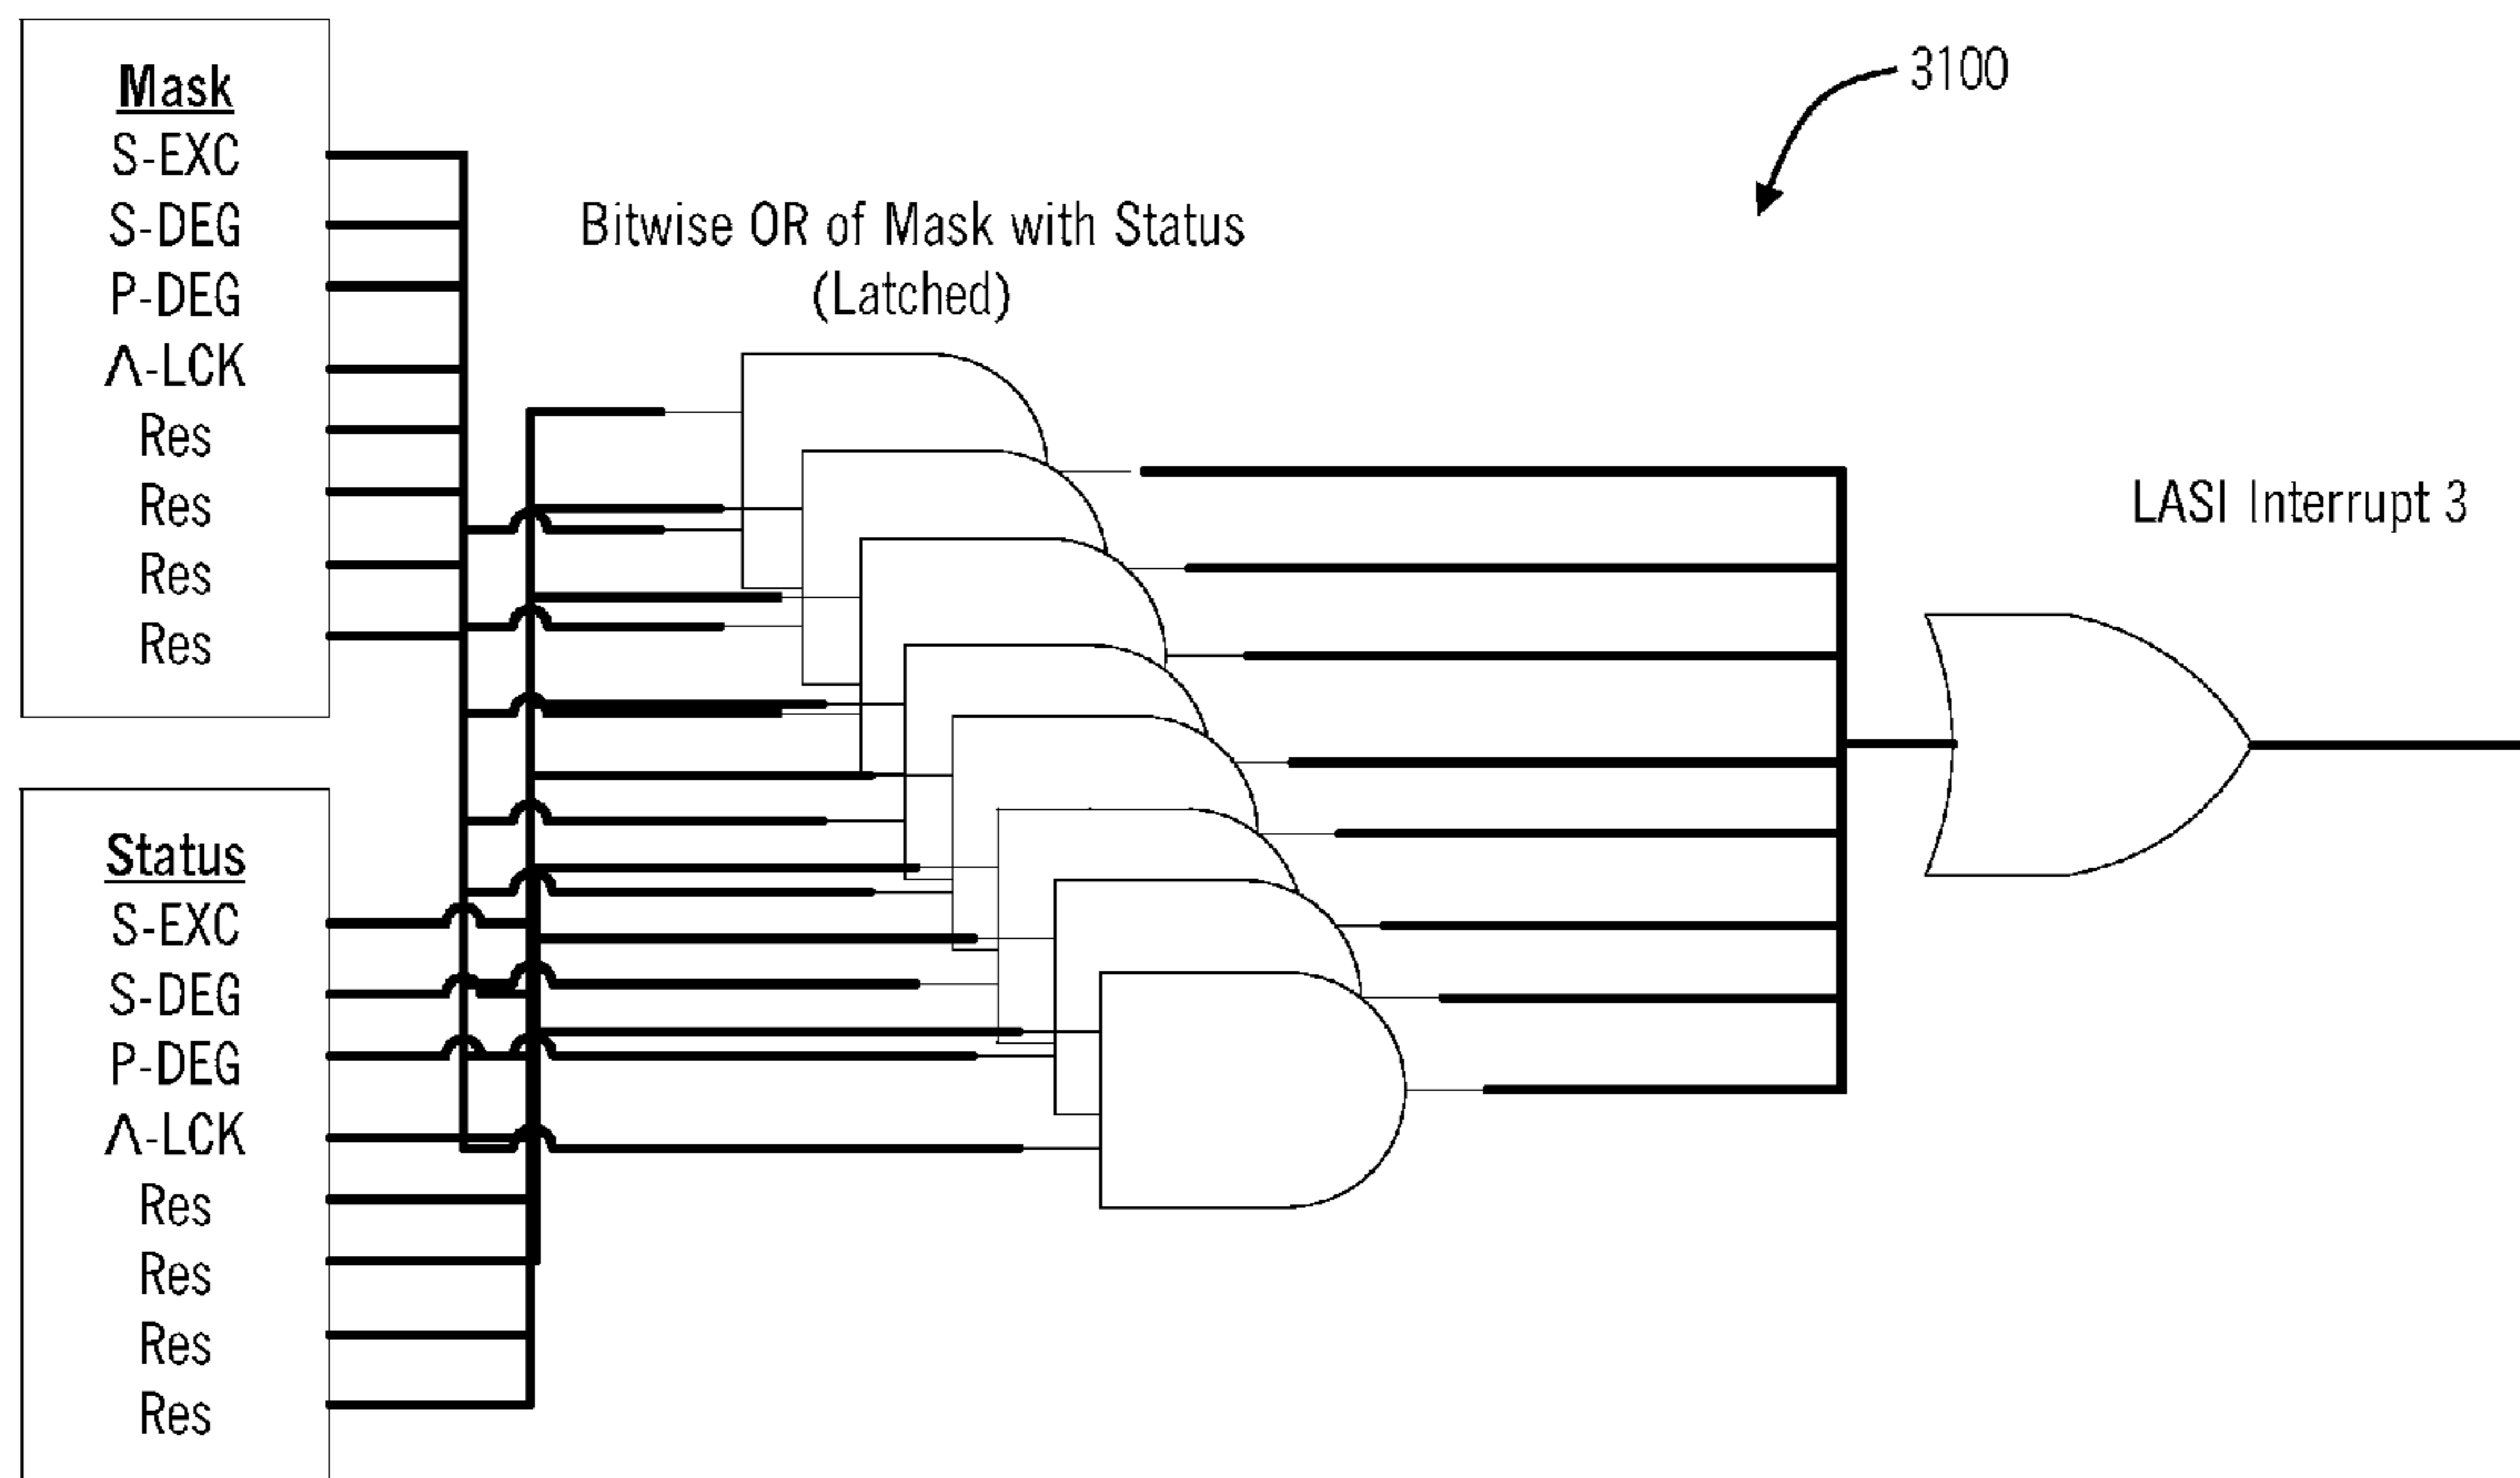 Mask
S-EXC
S-DEG
P-DEG
Λ-LCK
Res
Res
Res
Res
Bitwise OR of Mask with Status
(Latched)
3100
LASI Interrupt 3
Status
S-EXC
S-DEG
P-DEG
Λ-LCK
Res
Res
Res
Res